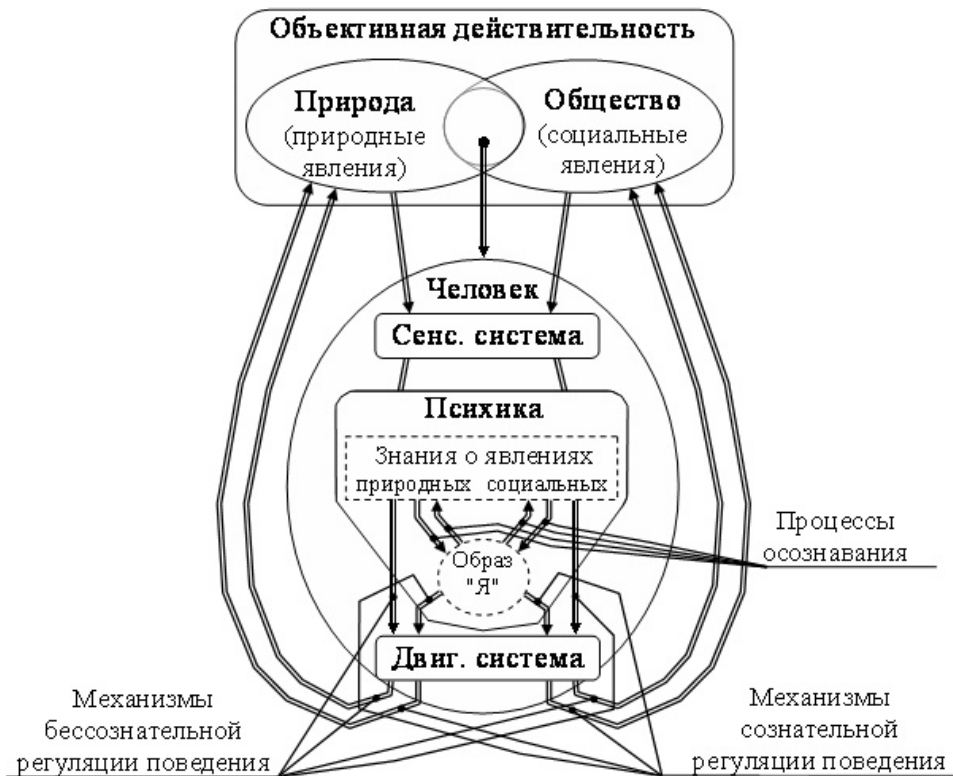 Объективная действительность
Природа
(природные
явления)
Общество
(социальные
явления)
Человек
Сенс. система
Психика
Знания о явлениях
природных социальных
Процессы
осознавания
Образ
"Я"
Двиг. система
Механизмы
бессознательной
регуляции поведения
Механизмы
сознательной
регуляции поведения